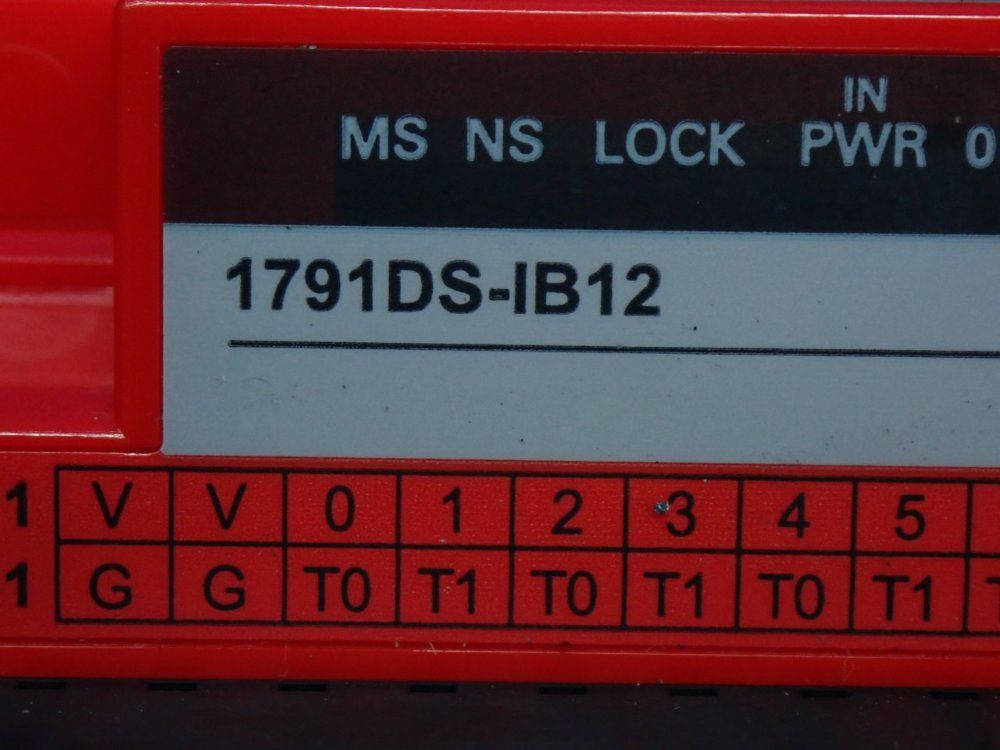 IN
MS NS LOCK PWR 0
1791DS-IB12
1 V V 0 1 2 3 4 5
1 G G T0 T1 T0 T1 T0 T1